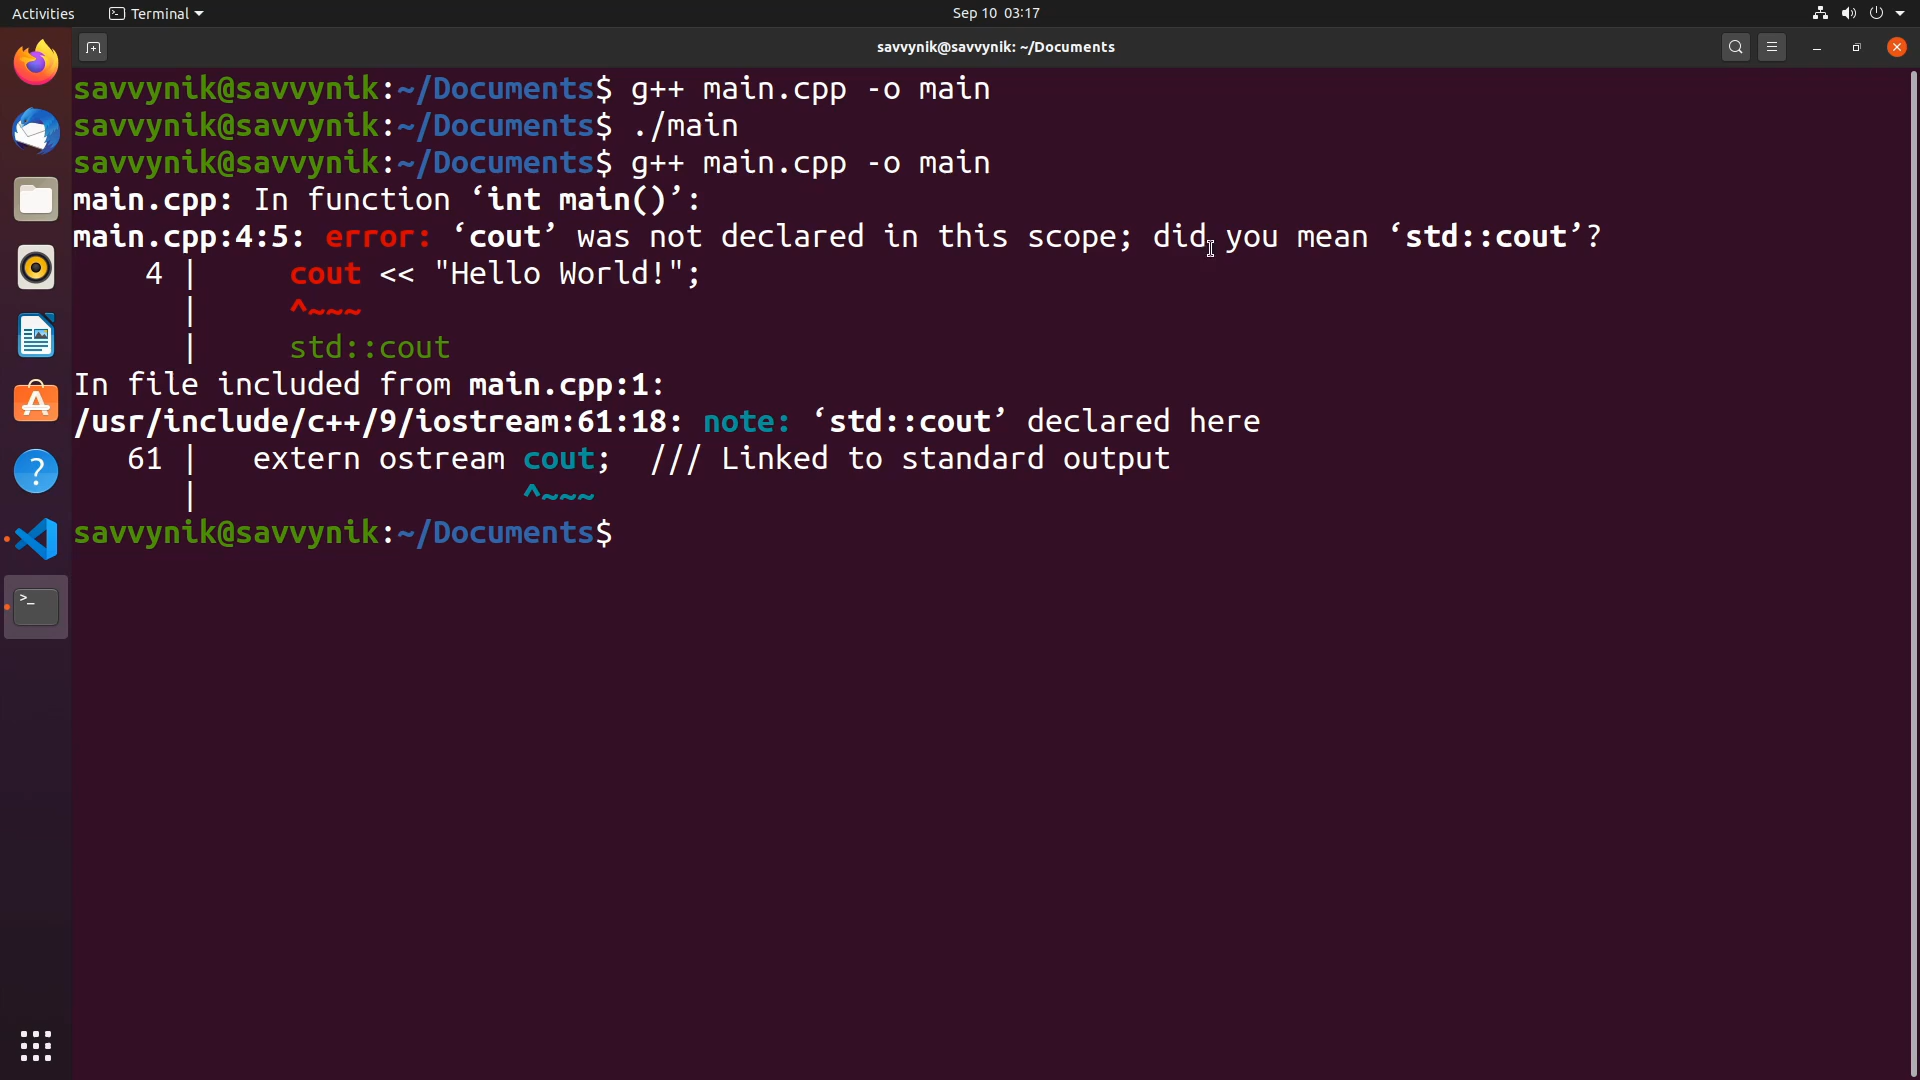 Activities
Terminal
Sep 10 03:17
savvynik@savvynik: ~/Documents
savvynik@savvynik:~/Documents$ g++ main.cpp -o main
savvynik@savvynik:~/Documents$ ./main
savvynik@savvynik:~/Documents$ g++ main.cpp -o main
main.cpp: In function ‘int main()’:
main.cpp:4:5: error: ‘cout’ was not declared in this scope; did you mean ‘std::cout’?
    4 |     cout << "Hello World!";
      |     ^~~~
      |     std::cout
In file included from main.cpp:1:
/usr/include/c++/9/iostream:61:18: note: ‘std::cout’ declared here
   61 |   extern ostream cout;  /// Linked to standard output
      |                  ^~~~
savvynik@savvynik:~/Documents$